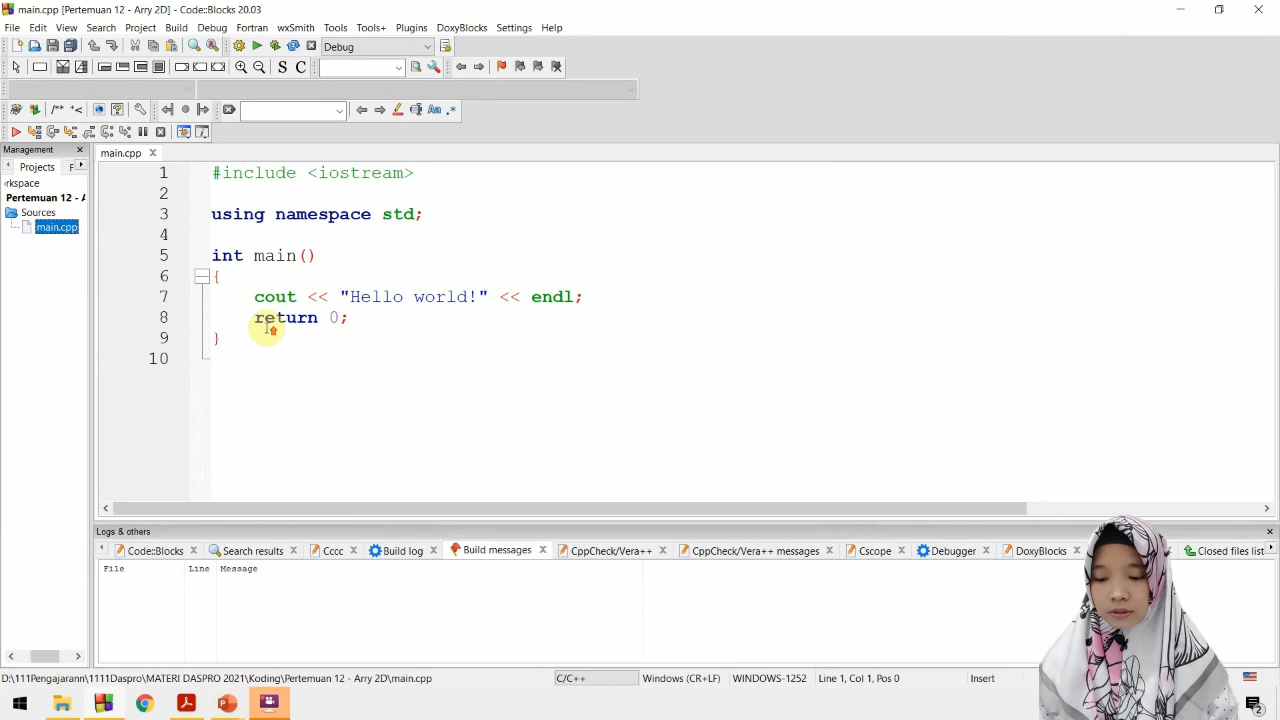 main.cpp [Pertemuan 12 - Arry 2D] - Code::Blocks 20.03
File Edit View Search Project Build Debug Fortran wxSmith Tools Tools+ Plugins DoxyBlocks Settings Help
Debug
S C
/** *<
Aa .*
Management
main.cpp
Projects F
rkspace
Pertemuan 12 - A
Sources
main.cpp
1 #include <iostream>
2
3 using namespace std;
4
5 int main()
6 {
7 cout << "Hello world!" << endl;
8 return 0;
9 }
10
Logs & others
Code::Blocks Search results Cccc Build log Build messages CppCheck/Vera++ CppCheck/Vera++ messages Cscope Debugger DoxyBlocks Closed files list
File Line Message
D:\111Pengajarann\1111Daspro\MATERI DASPRO 2021\Koding\Pertemuan 12 - Arry 2D\main.cpp C/C++ Windows (CR+LF) WINDOWS-1252 Line 1, Col 1, Pos 0 Insert
2